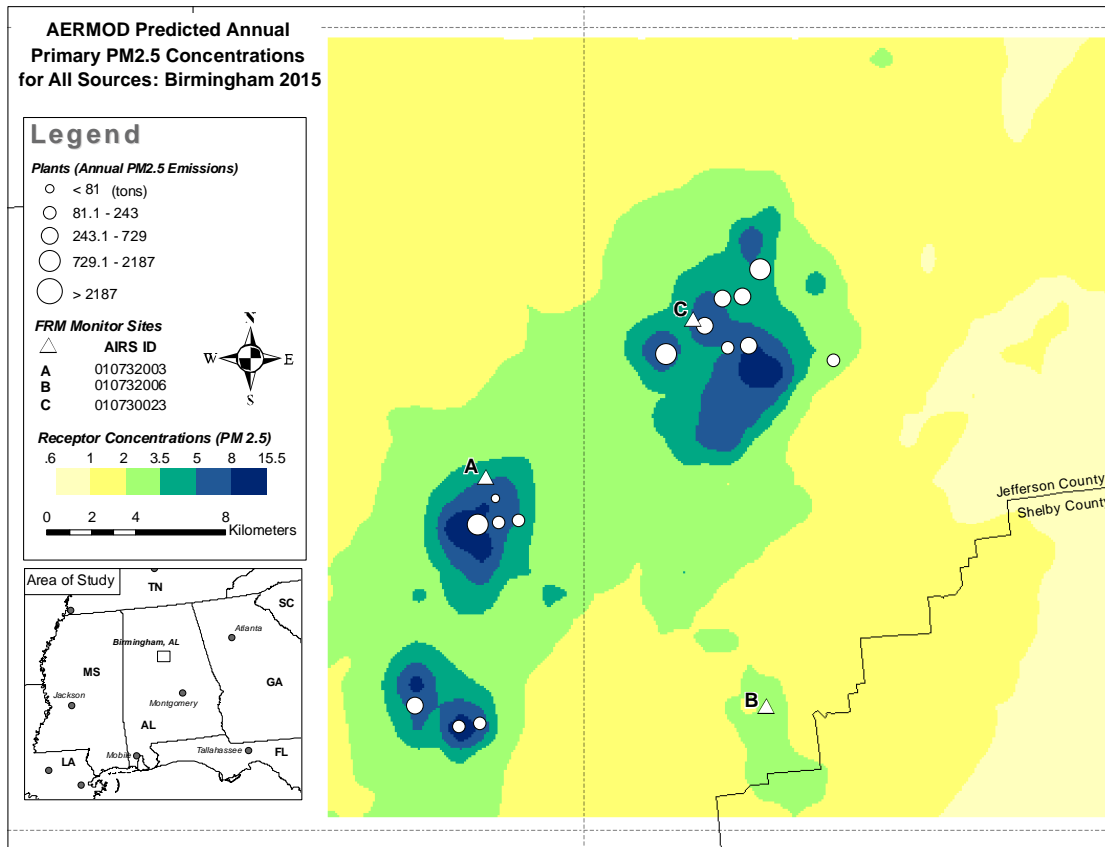 AERMOD Predicted Annual
Primary PM2.5 Concentrations
for All Sources: Birmingham 2015
Legend
Plants (Annual PM2.5 Emissions)
< 81 (tons)
81.1 - 243
243.1 - 729
729.1 - 2187
> 2187
FRM Monitor Sites
AIRS ID
A 010732003
B 010732006
C 010730023
N
W E
S
Receptor Concentrations (PM 2.5)
.6 1 2 3.5 5 8 15.5
0 2 4 8
Kilometers
Area of Study
TN
SC
Atlanta
Birmingham, AL
MS
GA
Jackson
Montgomery
AL
Mobile
Tallahassee
FL
LA
C
A
B
Jefferson County
Shelby County